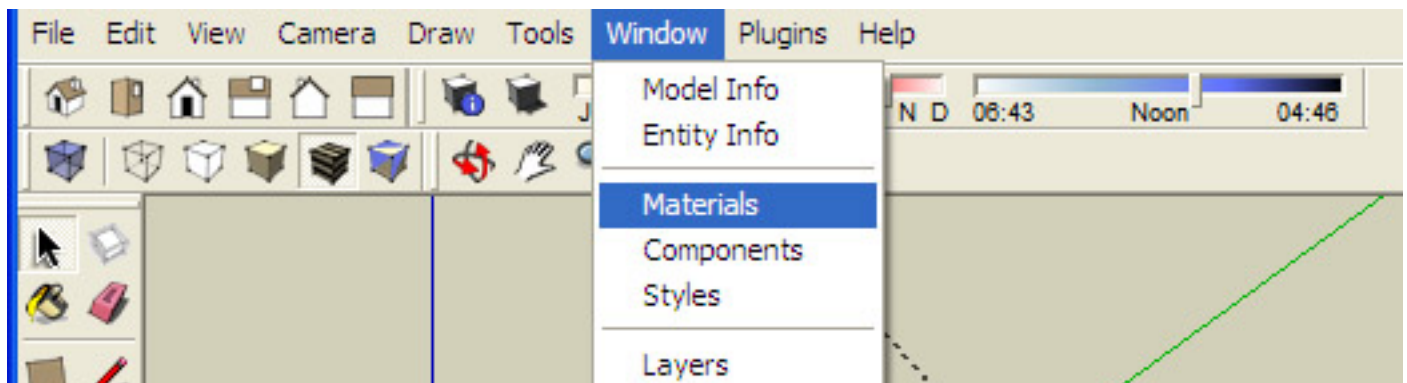 File Edit View Camera Draw Tools Window Plugins Help
Model Info
J
N D 06:43 Noon 04:46
Entity Info
Materials
Components
Styles
Layers